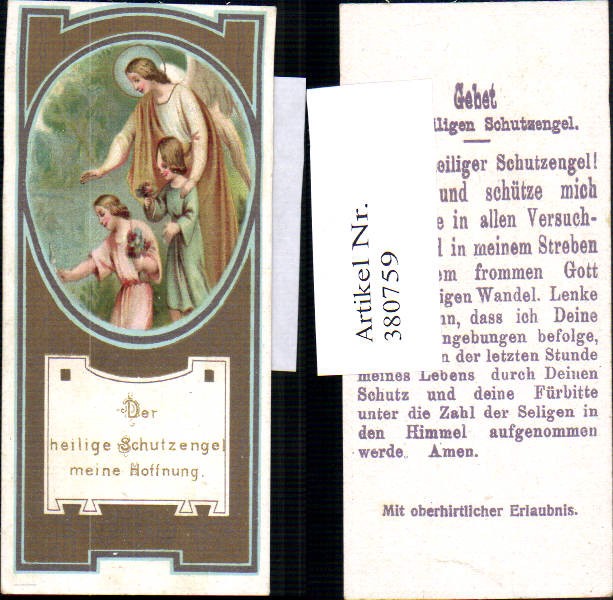 Der
heilige Schutzengel
meine Hoffnung.
Artikel Nr.
380759
Gebet
ligen Schutzengel.
eiliger Schutzengel!
und schütze mich
e in allen Versuch-
l in meinem Streben
m frommen Gott
igen Wandel. Lenke
nn, dass ich Deine
ngebungen befolge,
n der letzten Stunde
meines Lebens durch Deinen
Schutz und deine Fürbitte
unter die Zahl der Seligen in
den Himmel aufgenommen
werde. Amen.
Mit oberhirtlicher Erlaubnis.